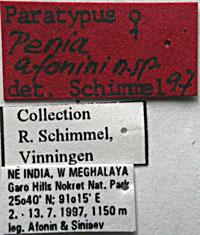 Paratypus ♀
Penia
afonini n.sp.
det. Schimmel 97
Collection
R. Schimmel,
Vinningen
NE INDIA, W MEGHALAYA
Garo Hills Nokret Nat. Park
25o40' N; 91o15' E
2. - 13. 7. 1997, 1150 m
leg. Afonin & Siniaev